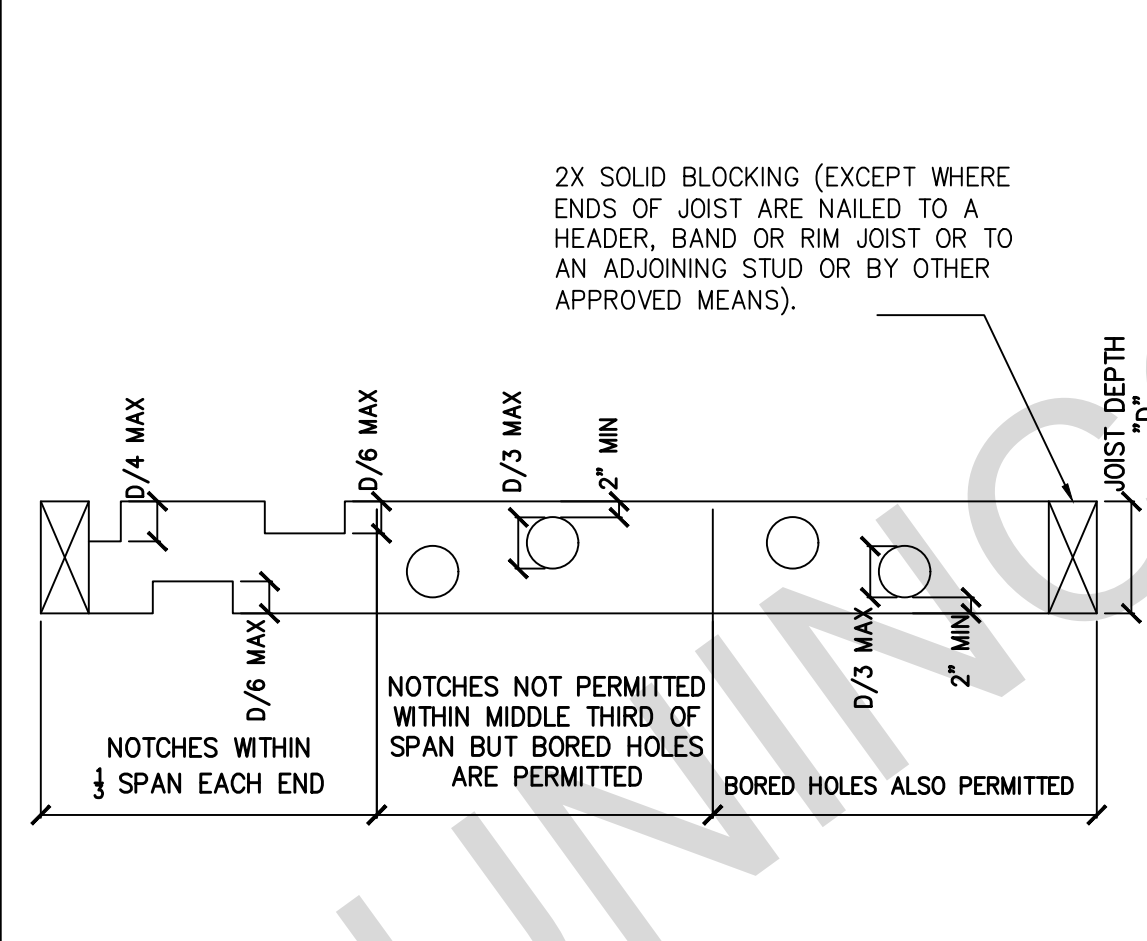 2X SOLID BLOCKING (EXCEPT WHERE
ENDS OF JOIST ARE NAILED TO A
HEADER, BAND OR RIM JOIST OR TO
AN ADJOINING STUD OR BY OTHER
APPROVED MEANS).
D/4 MAX
D/6 MAX
D/3 MAX
2" MIN
JOIST DEPTH
"D"
D/6 MAX
D/3 MAX
2" MIN
NOTCHES WITHIN
1/3 SPAN EACH END
NOTCHES NOT PERMITTED
WITHIN MIDDLE THIRD OF
SPAN BUT BORED HOLES
ARE PERMITTED
BORED HOLES ALSO PERMITTED